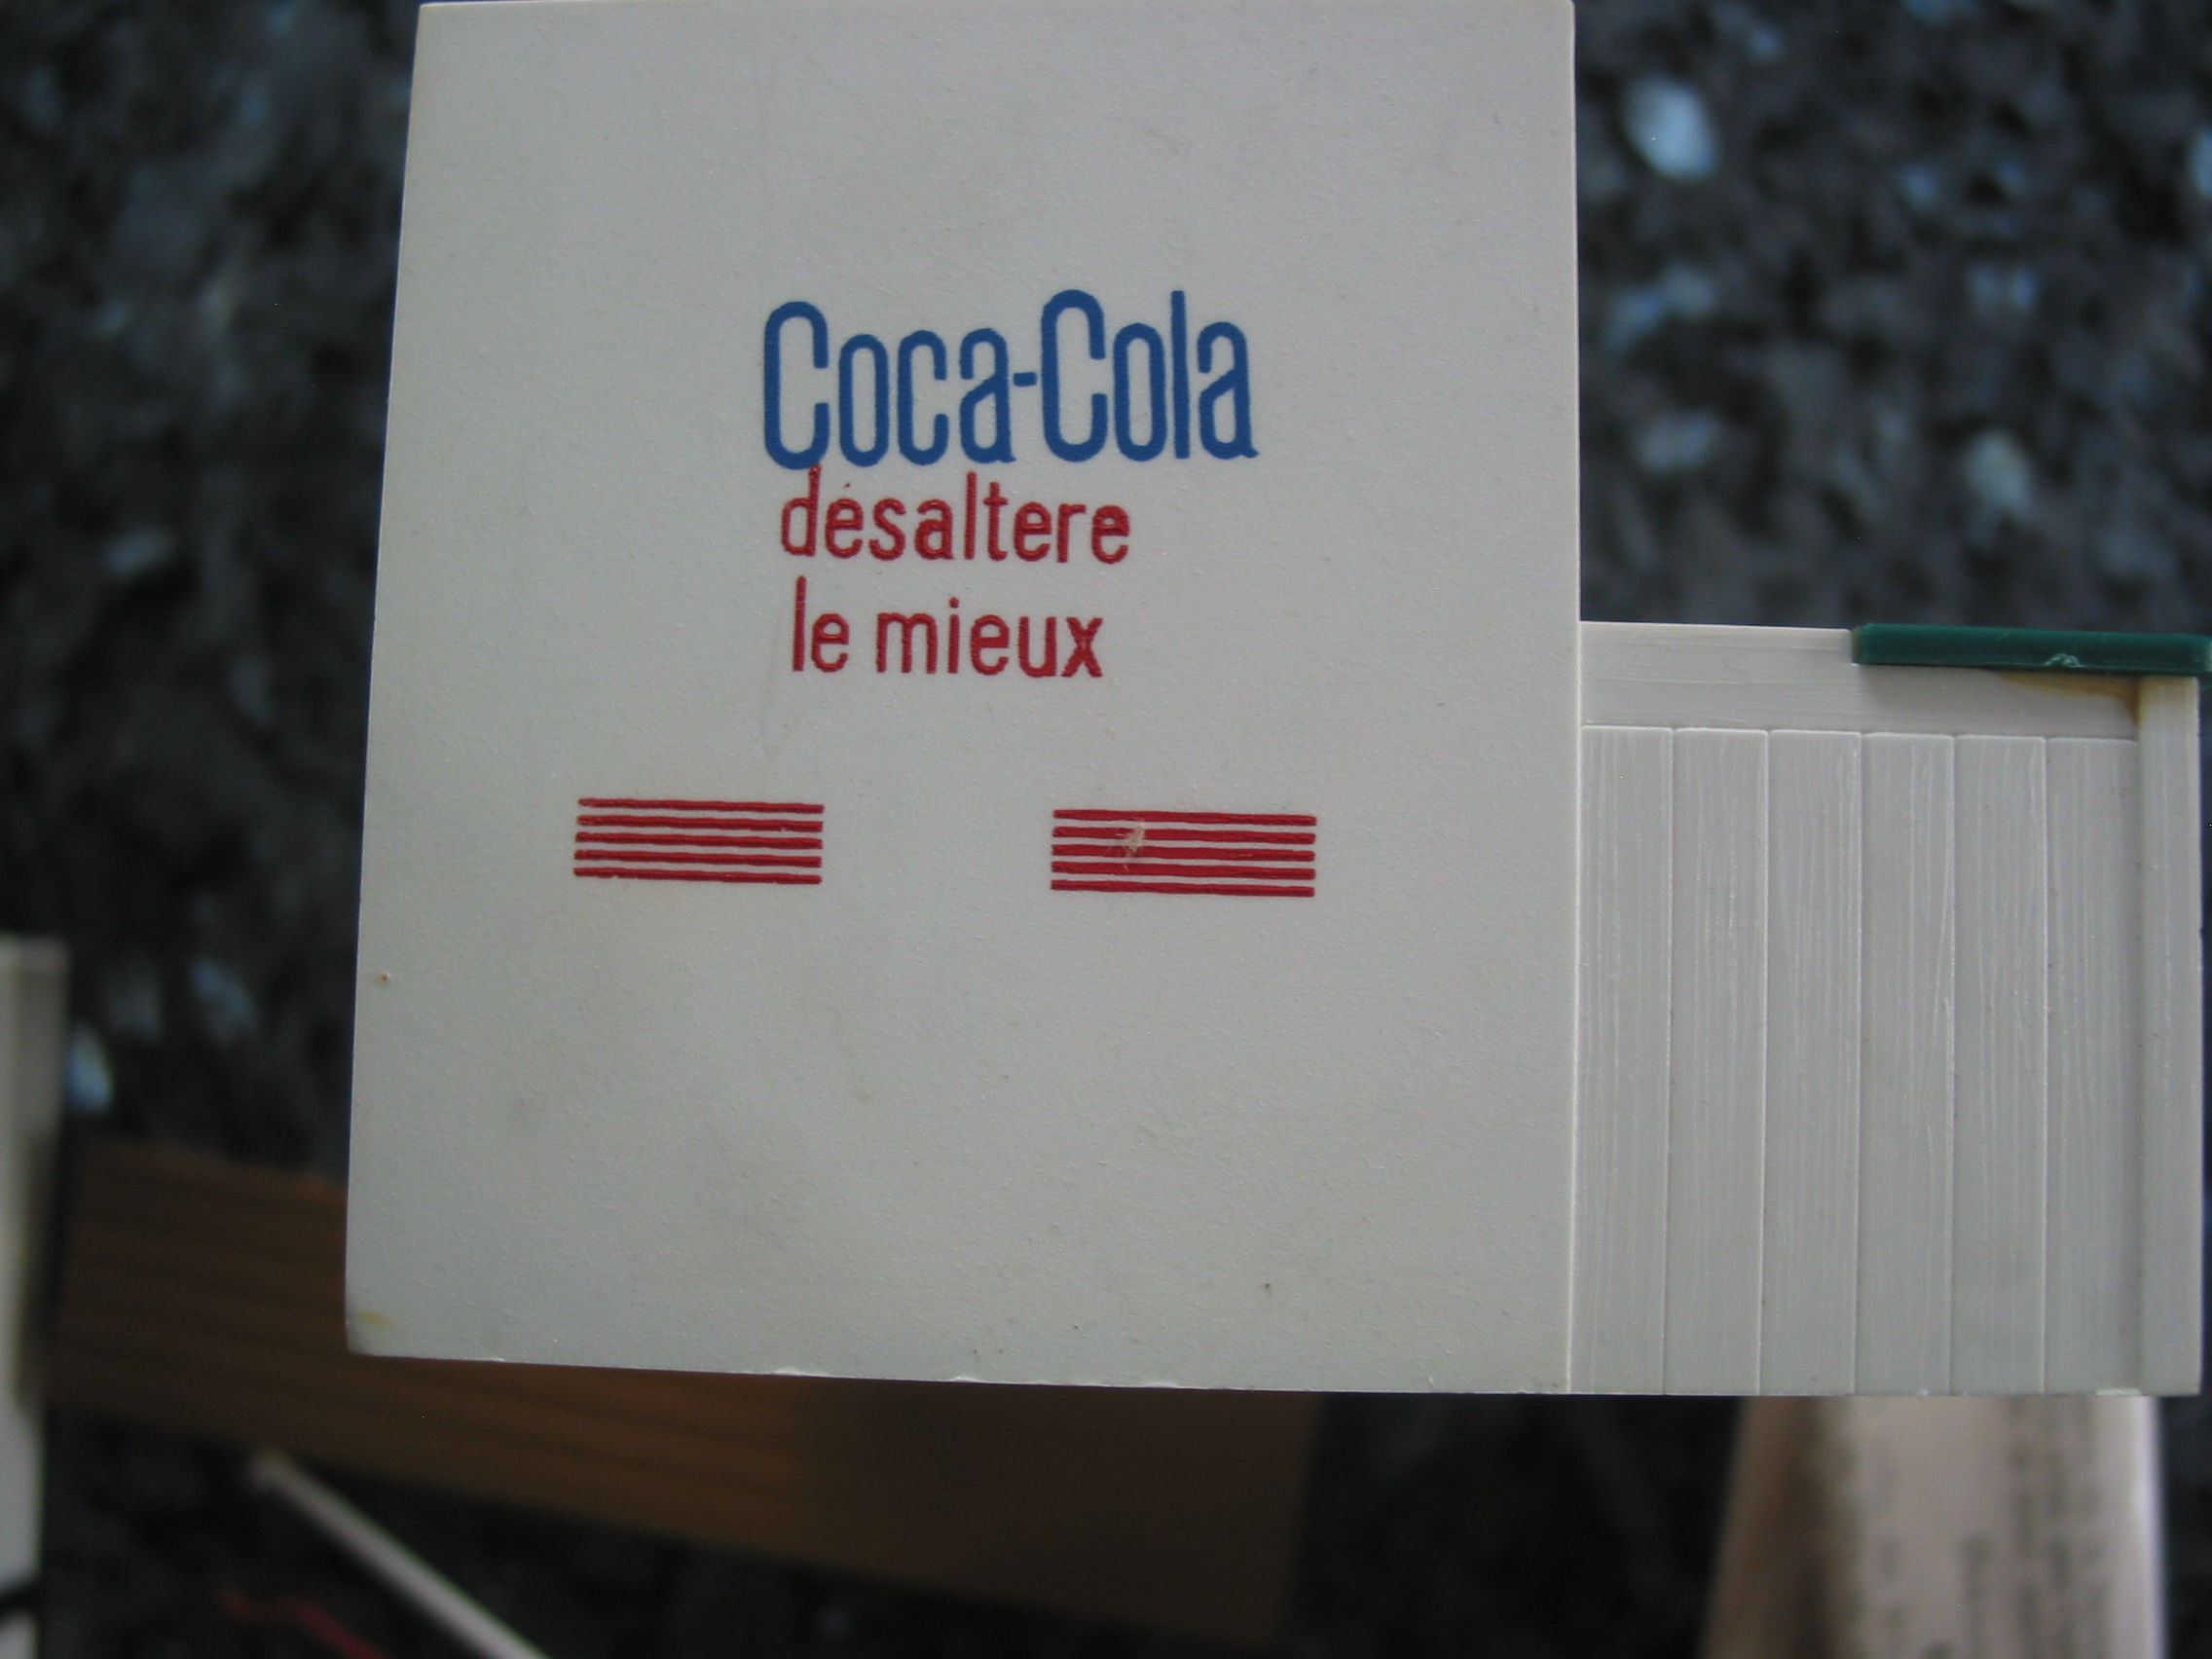 Coca-Cola
désaltere
le mieux